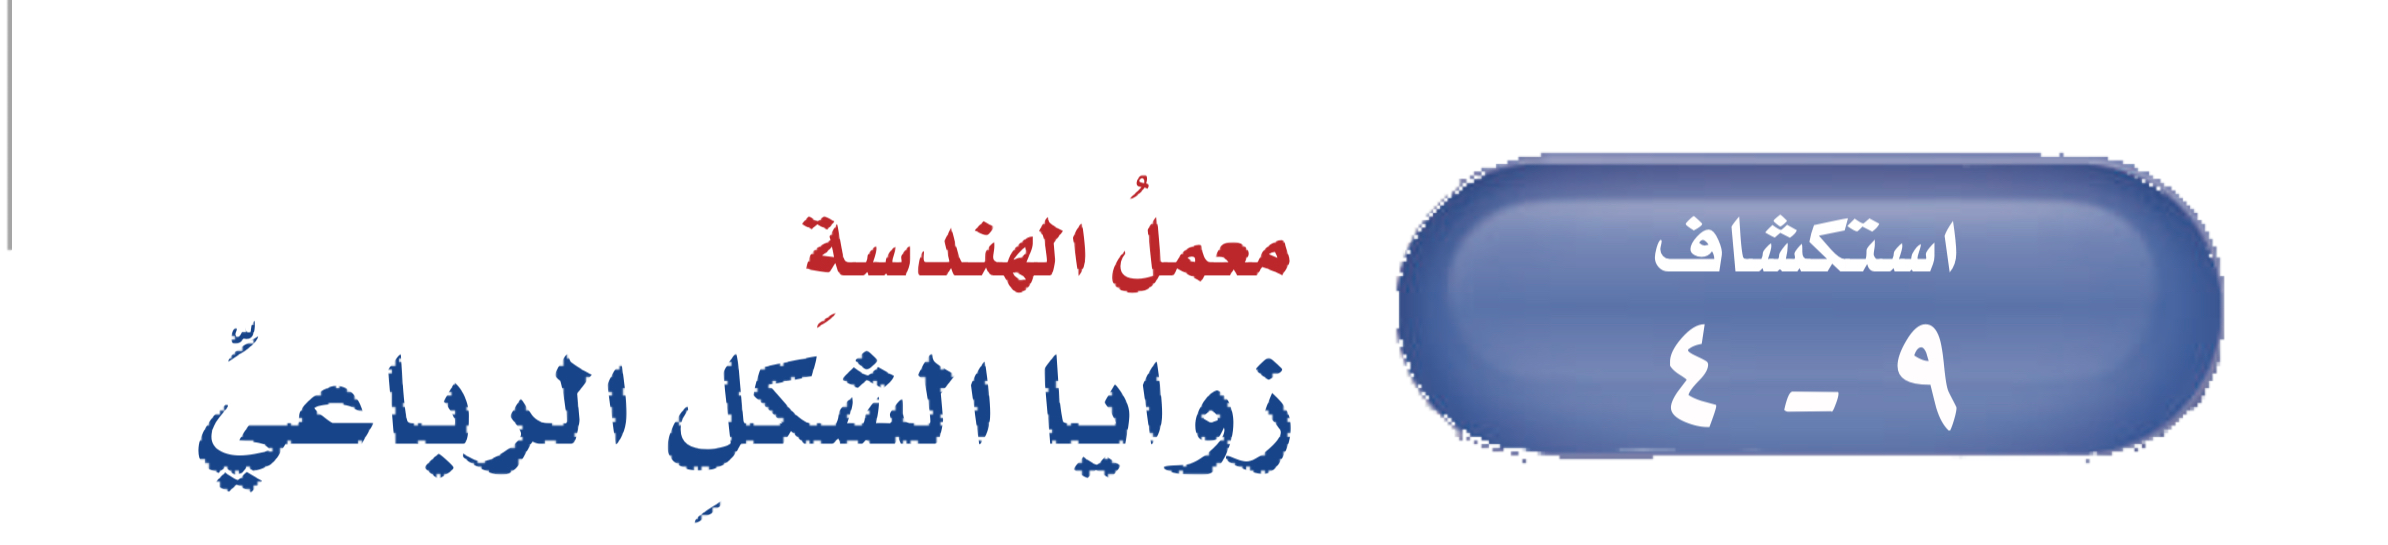 استكشاف
٩ - ٤
معملُ الهندسةِ
زوايا الشكلِ الرباعيِّ